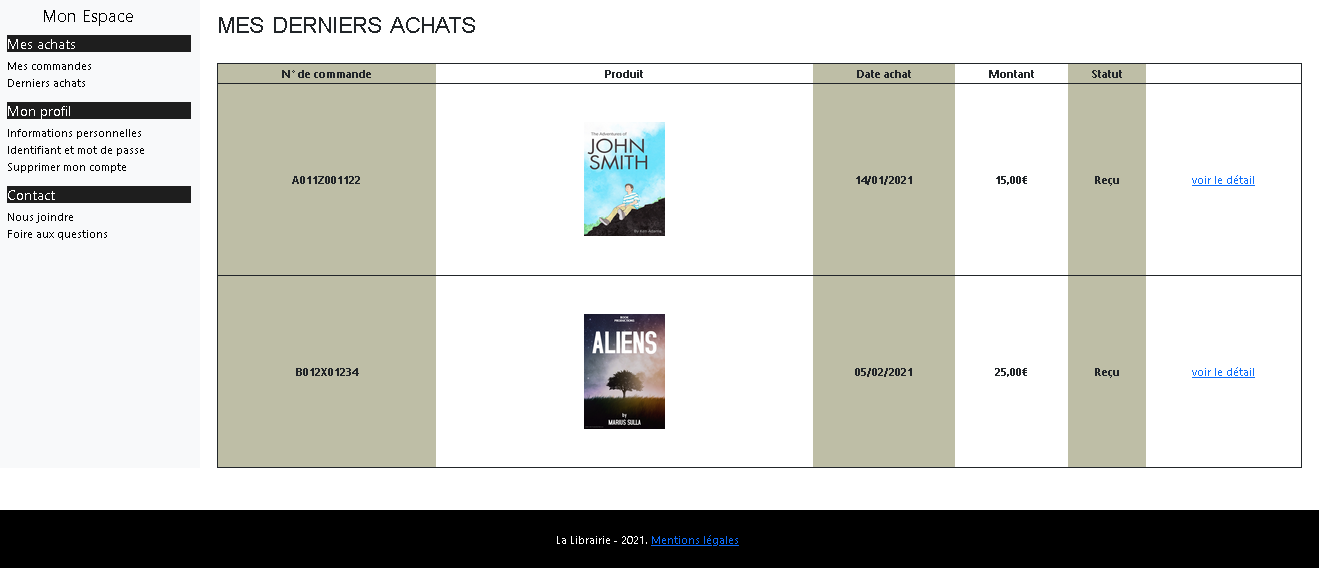 Mon Espace
Mes achats
Mes commandes
Derniers achats
Mon profil
Informations personnelles
Identifiant et mot de passe
Supprimer mon compte
Contact
Nous joindre
Foire aux questions
MES DERNIERS ACHATS
N° de commande Produit Date achat Montant Statut
The Adventures of
JOHN
SMITH
By Kim Adams
A011Z001122 14/01/2021 15,00€ Reçu voir le détail
ALIENS
by
MARIUS SULLA
B012X01234 05/02/2021 25,00€ Reçu voir le détail
La Librairie - 2021. Mentions légales